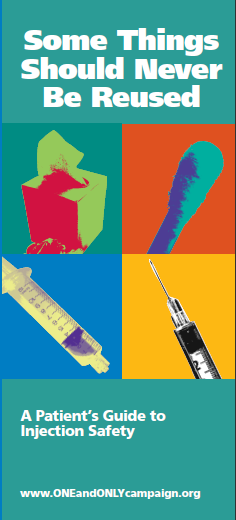 Some Things
Should Never
Be Reused
A Patient's Guide to
Injection Safety
www.ONEandONLYcampaign.org